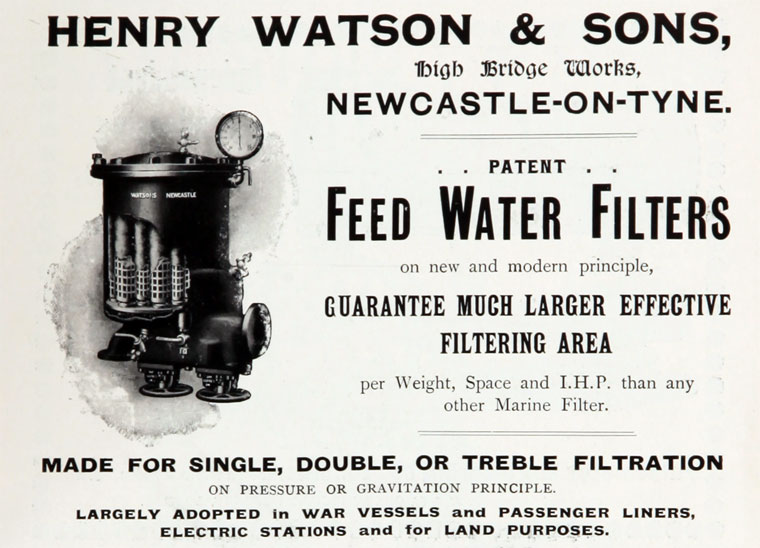 HENRY WATSON & SONS,
High Bridge Works,
NEWCASTLE-ON-TYNE.
. . PATENT . .
FEED WATER FILTERS
on new and modern principle,
GUARANTEE MUCH LARGER EFFECTIVE
FILTERING AREA
per Weight, Space and I.H.P. than any
other Marine Filter.
WATSONS NEWCASTLE
MADE FOR SINGLE, DOUBLE, OR TREBLE FILTRATION
ON PRESSURE OR GRAVITATION PRINCIPLE.
LARGELY ADOPTED in WAR VESSELS and PASSENGER LINERS,
ELECTRIC STATIONS and for LAND PURPOSES.